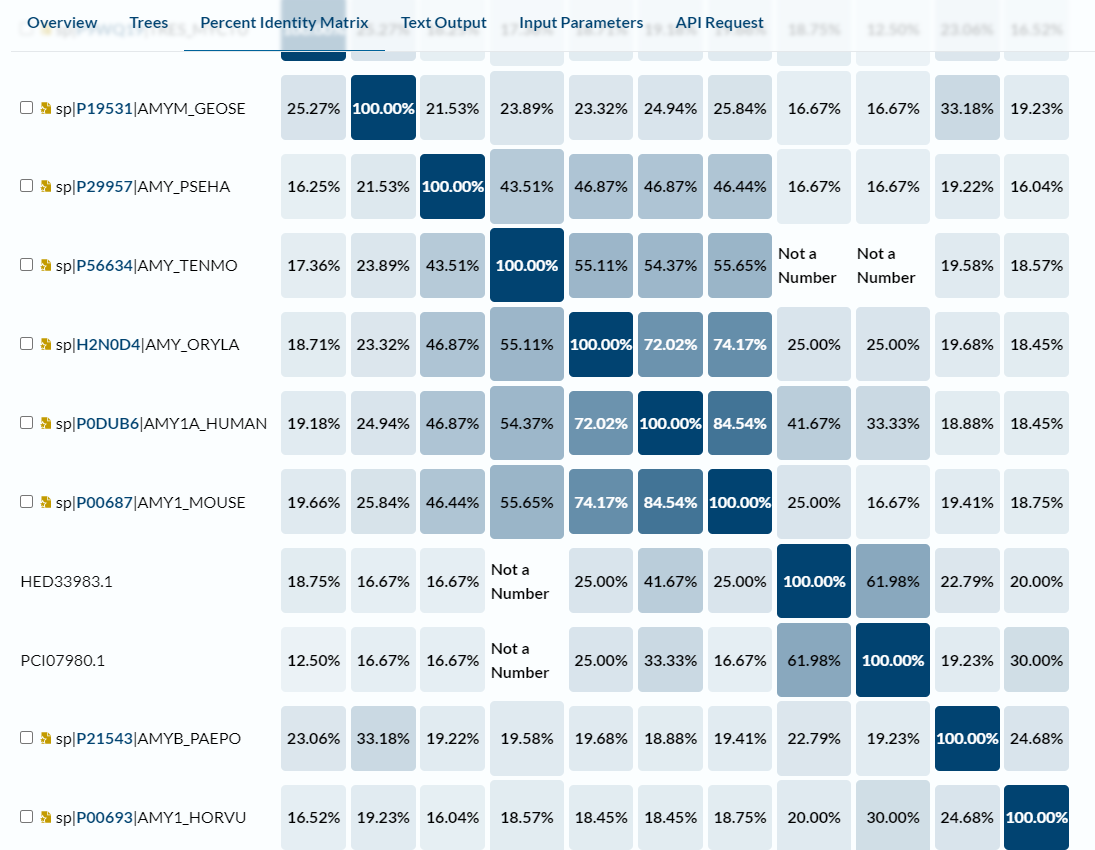 Overview Trees Percent Identity Matrix Text Output Input Parameters API Request
18.75% 12.50% 23.06% 16.52%
sp|P19531|AMYM_GEOSE 25.27% 100.00% 21.53% 23.89% 23.32% 24.94% 25.84% 16.67% 16.67% 33.18% 19.23%
sp|P29957|AMY_PSEHA 16.25% 21.53% 100.00% 43.51% 46.87% 46.87% 46.44% 16.67% 16.67% 19.22% 16.04%
sp|P56634|AMY_TENMO 17.36% 23.89% 43.51% 100.00% 55.11% 54.37% 55.65% Not a Number Not a Number 19.58% 18.57%
sp|H2N0D4|AMY_ORYLA 18.71% 23.32% 46.87% 55.11% 100.00% 72.02% 74.17% 25.00% 25.00% 19.68% 18.45%
sp|P0DUB6|AMY1A_HUMAN 19.18% 24.94% 46.87% 54.37% 72.02% 100.00% 84.54% 41.67% 33.33% 18.88% 18.45%
sp|P00687|AMY1_MOUSE 19.66% 25.84% 46.44% 55.65% 74.17% 84.54% 100.00% 25.00% 16.67% 19.41% 18.75%
HED33983.1 18.75% 16.67% 16.67% Not a Number 25.00% 41.67% 25.00% 100.00% 61.98% 22.79% 20.00%
PCI07980.1 12.50% 16.67% 16.67% Not a Number 25.00% 33.33% 16.67% 61.98% 100.00% 19.23% 30.00%
sp|P21543|AMYB_PAEPO 23.06% 33.18% 19.22% 19.58% 19.68% 18.88% 19.41% 22.79% 19.23% 100.00% 24.68%
sp|P00693|AMY1_HORVU 16.52% 19.23% 16.04% 18.57% 18.45% 18.45% 18.75% 20.00% 30.00% 24.68% 100.00%